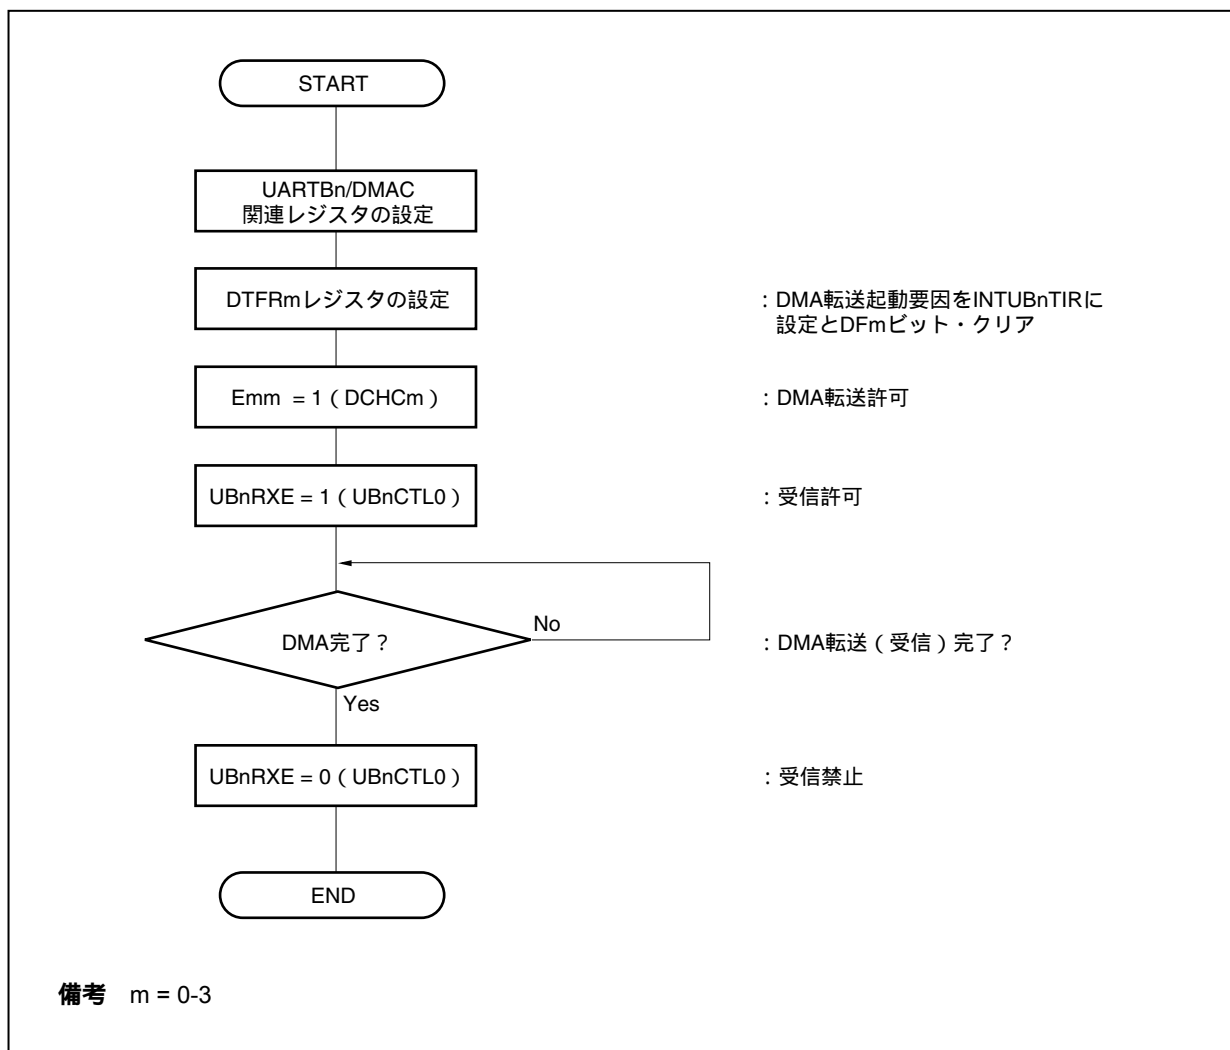 START
UARTBn/DMAC
関連レジスタの設定
DTFRmレジスタの設定
：DMA転送起動要因をINTUBnTIRに
設定とDFmビット・クリア
Emm = 1（DCHCm）
：DMA転送許可
UBnRXE = 1（UBnCTL0）
：受信許可
DMA完了？
No
：DMA転送（受信）完了？
Yes
UBnRXE = 0（UBnCTL0）
：受信禁止
END
備考 m = 0-3